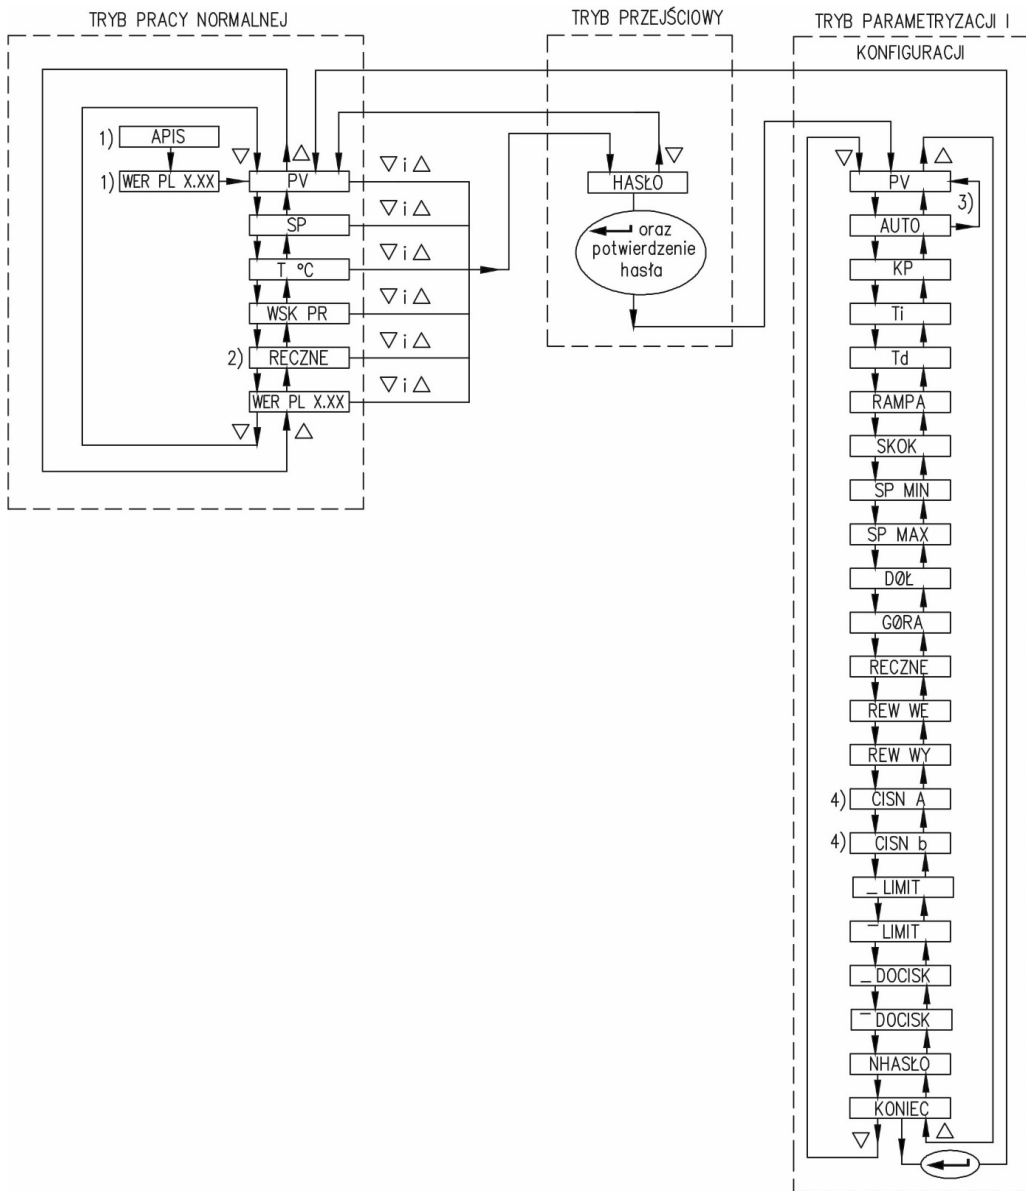 TRYB PRACY NORMALNEJ
1) APIS
1) WER PL X.XX
▽ △
PV ▽ i △
SP ▽ i △
T °C ▽ i △
WSK PR ▽ i △
2) RECZNE ▽ i △
WER PL X.XX ▽ i △
▽ △
TRYB PRZEJŚCIOWY
▽
HASŁO
oraz
potwierdzenie
hasła
TRYB PARAMETRYZACJI I
KONFIGURACJI
▽ △
PV
3)
AUTO
KP
Ti
Td
RAMPA
SKOK
SP MIN
SP MAX
DØŁ
GØRA
RECZNE
REW WE
REW WY
4) CISN A
4) CISN b
_ LIMIT
‾ LIMIT
_ DOCISK
‾ DOCISK
NHASŁO
KONIEC
▽ △